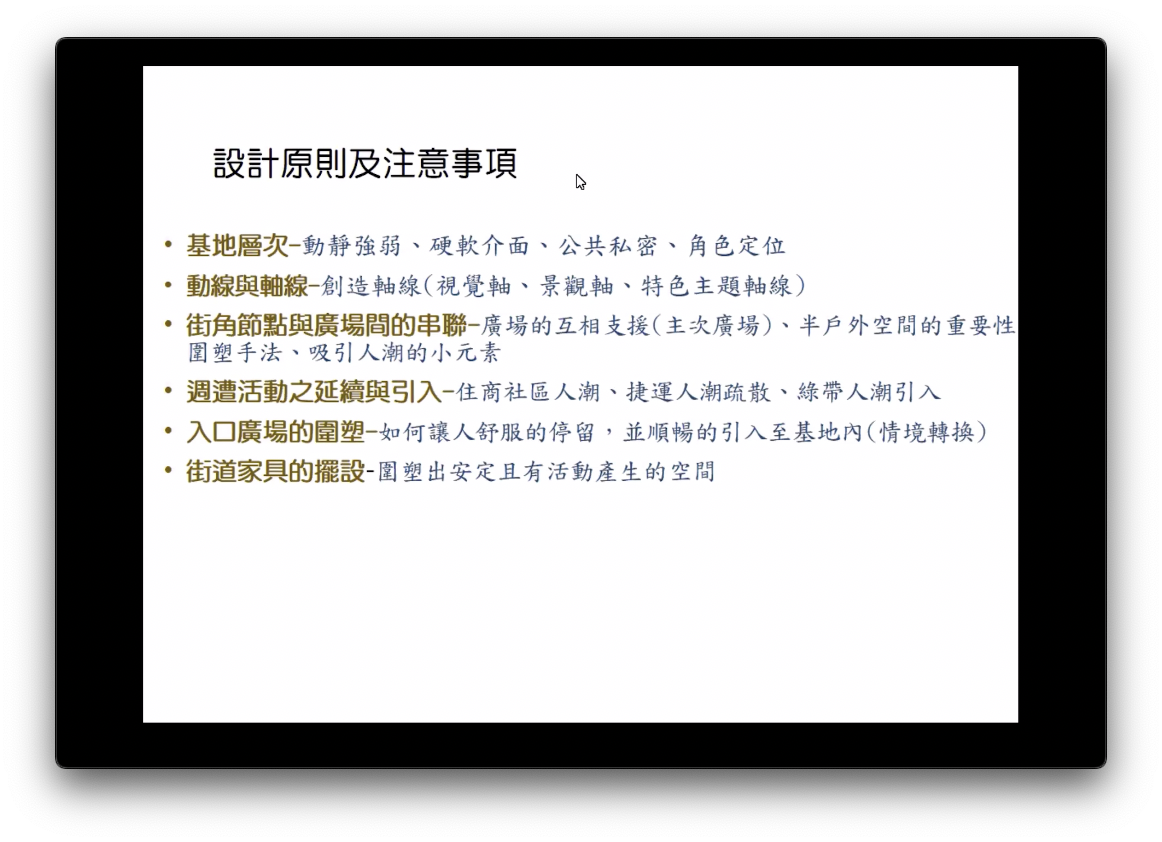 設計原則及注意事項
• 基地層次-動靜強弱、硬軟介面、公共私密、角色定位
• 動線與軸線-創造軸線(視覺軸、景觀軸、特色主題軸線)
• 街角節點與廣場間的串聯-廣場的互相支援(主次廣場)、半戶外空間的重要性
圍塑手法、吸引人潮的小元素
• 週遭活動之延續與引入-住商社區人潮、捷運人潮疏散、綠帶人潮引入
• 入口廣場的圍塑-如何讓人舒服的停留，並順暢的引入至基地內(情境轉換)
• 街道家具的擺設-圍塑出安定且有活動產生的空間